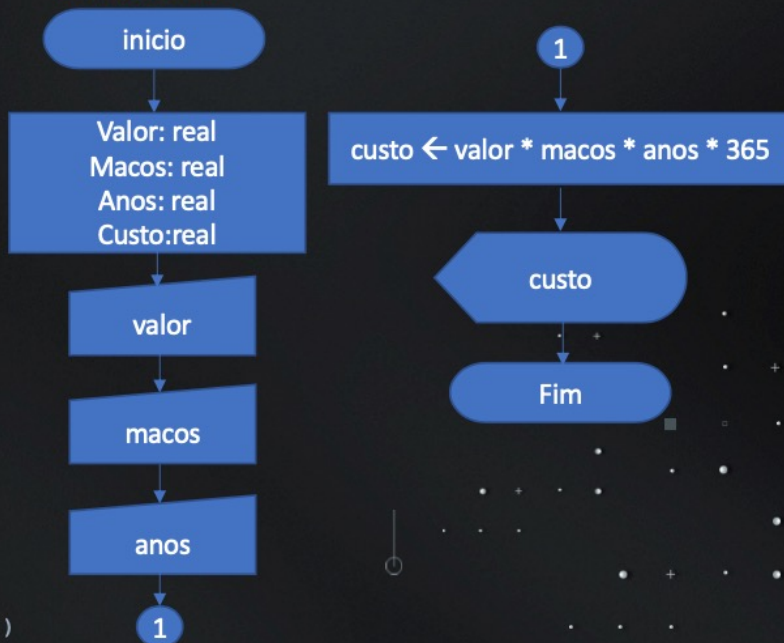 inicio
Valor: real
Macos: real
Anos: real
Custo:real
valor
macos
anos
1
)
1
custo ← valor * macos * anos * 365
custo
Fim